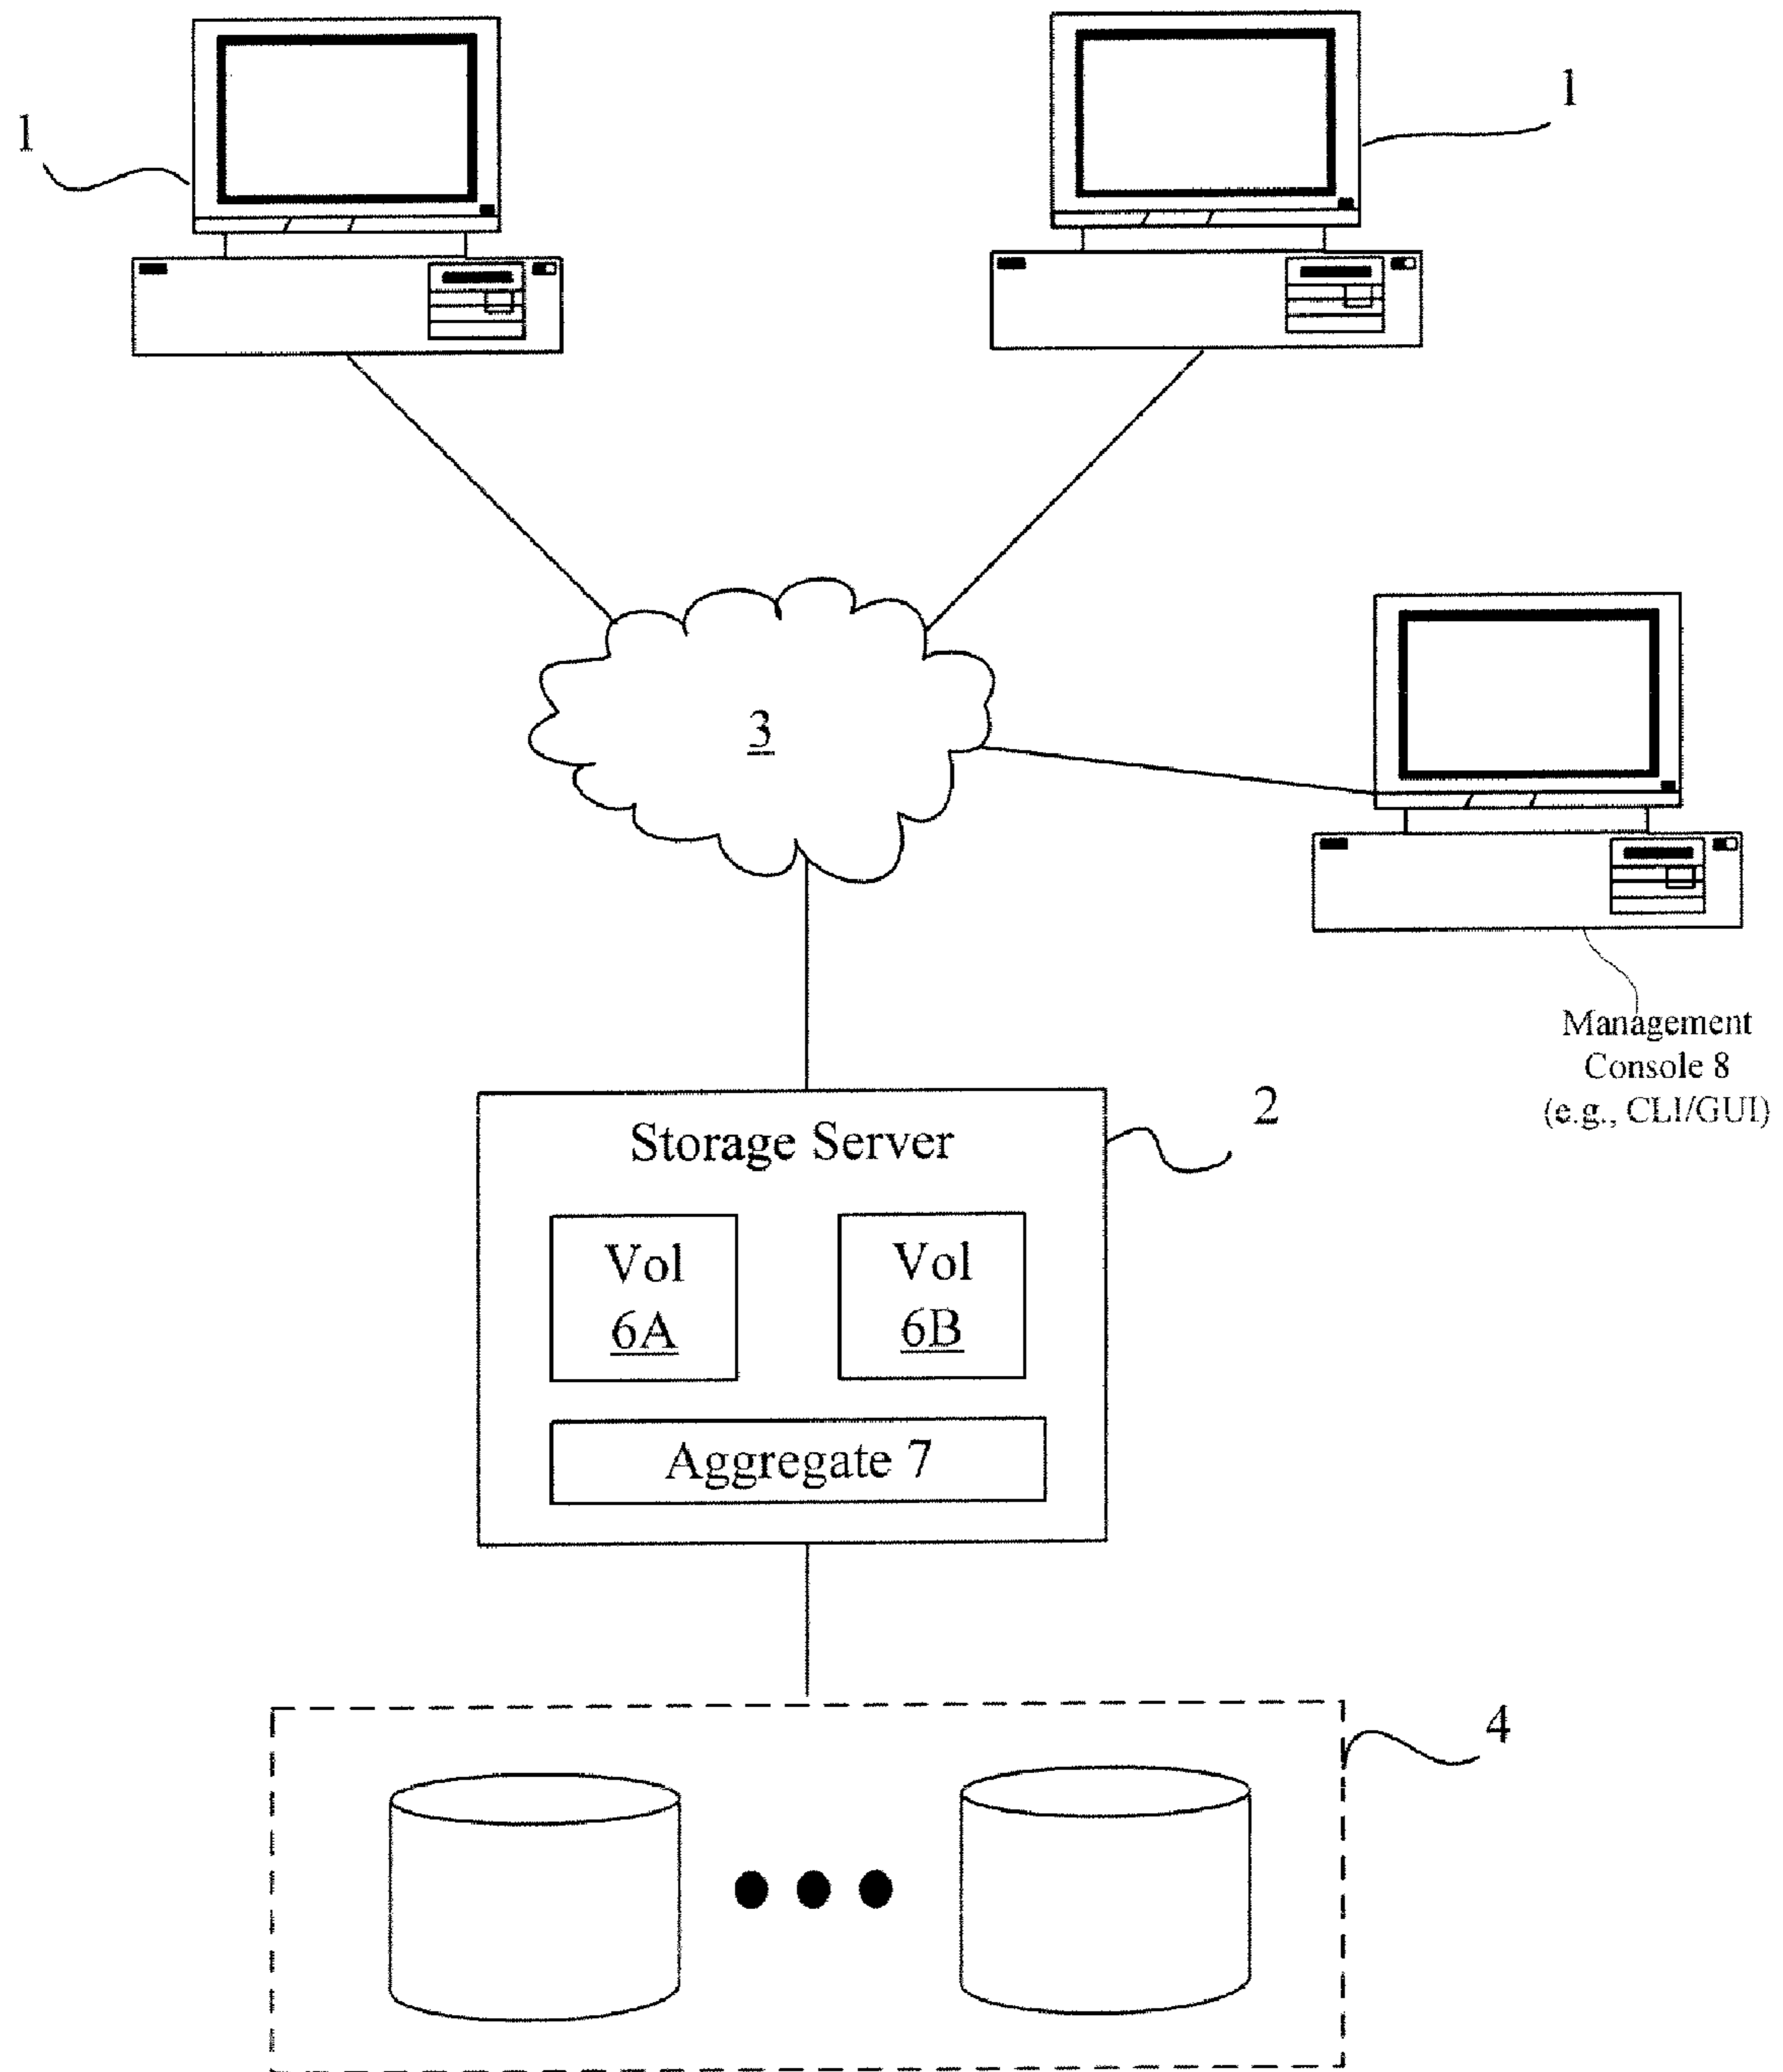 1
1
3
Management
Console 8
(e.g., CLI/GUI)
2
Storage Server
Vol
6A
Vol
6B
Aggregate 7
4